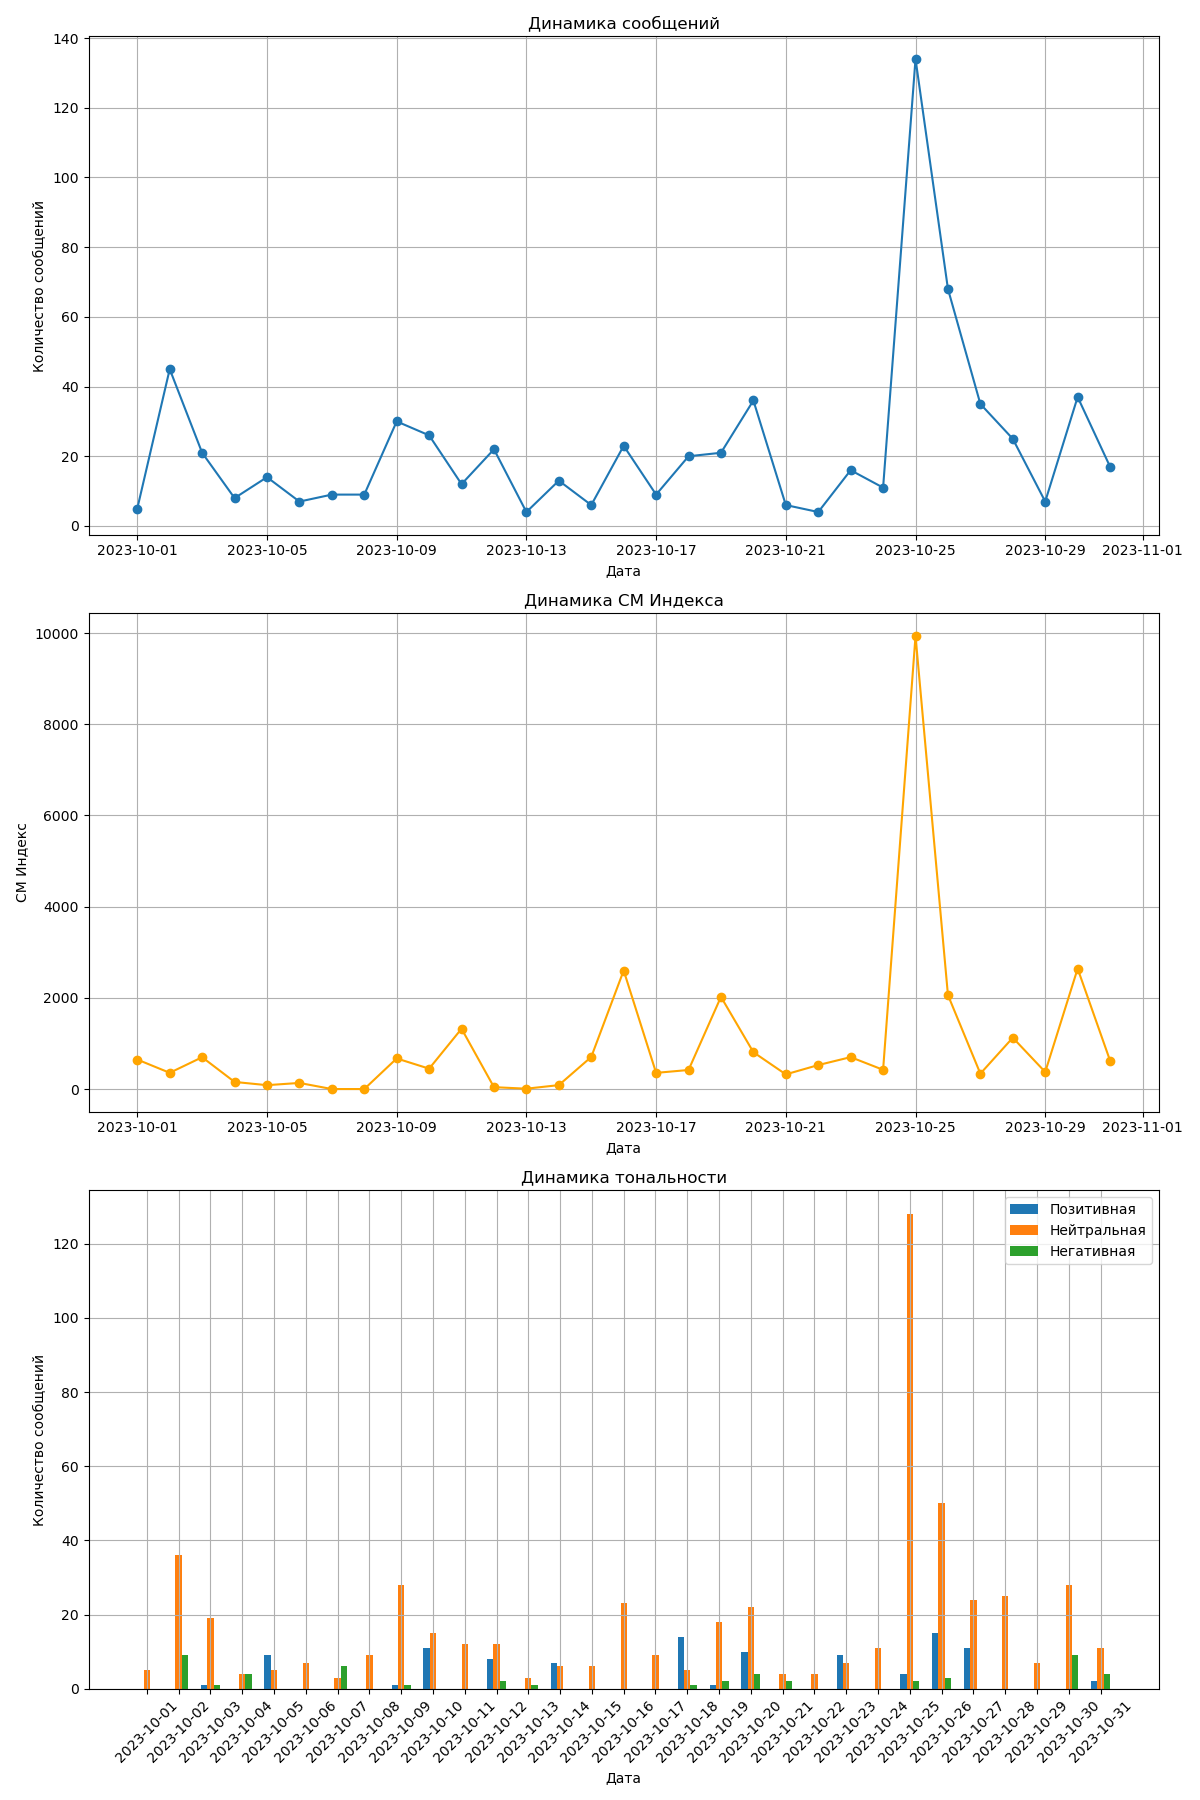 Динамика сообщений
140
120
100
80
60
40
20
0
Количество сообщений
2023-10-01 2023-10-05 2023-10-09 2023-10-13 2023-10-17 2023-10-21 2023-10-25 2023-10-29 2023-11-01
Дата
Динамика СМ Индекса
10000
8000
6000
4000
2000
0
СМ Индекс
2023-10-01 2023-10-05 2023-10-09 2023-10-13 2023-10-17 2023-10-21 2023-10-25 2023-10-29 2023-11-01
Дата
Динамика тональности
Позитивная
Нейтральная
Негативная
120
100
80
60
40
20
0
Количество сообщений
2023-10-01 2023-10-02 2023-10-03 2023-10-04 2023-10-05 2023-10-06 2023-10-07 2023-10-08 2023-10-09 2023-10-10 2023-10-11 2023-10-12 2023-10-13 2023-10-14 2023-10-15 2023-10-16 2023-10-17 2023-10-18 2023-10-19 2023-10-20 2023-10-21 2023-10-22 2023-10-23 2023-10-24 2023-10-25 2023-10-26 2023-10-27 2023-10-28 2023-10-29 2023-10-30 2023-10-31
Дата